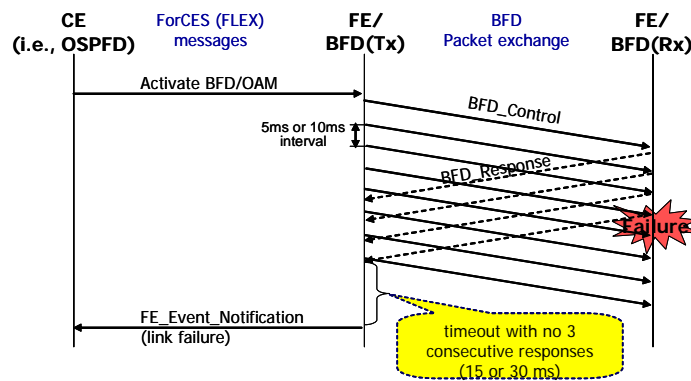 CE
(i.e., OSPFD)
ForCES (FLEX)
messages
FE/
BFD(Tx)
BFD
Packet exchange
FE/
BFD(Rx)
Activate BFD/OAM
BFD_Control
5ms or 10ms
interval
BFD_Response
Failure
FE_Event_Notification
(link failure)
timeout with no 3
consecutive responses
(15 or 30 ms)